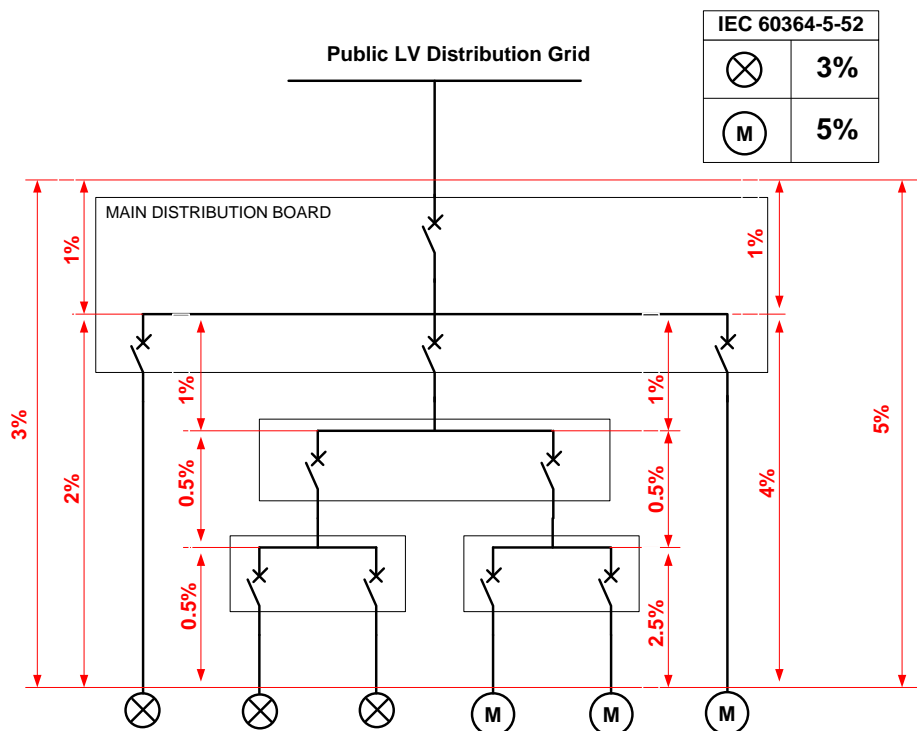 IEC 60364-5-52
3%
M 5%
Public LV Distribution Grid
MAIN DISTRIBUTION BOARD
1%
1%
3%
2%
1%
1%
4%
5%
0.5%
0.5%
0.5%
2.5%
M
M
M